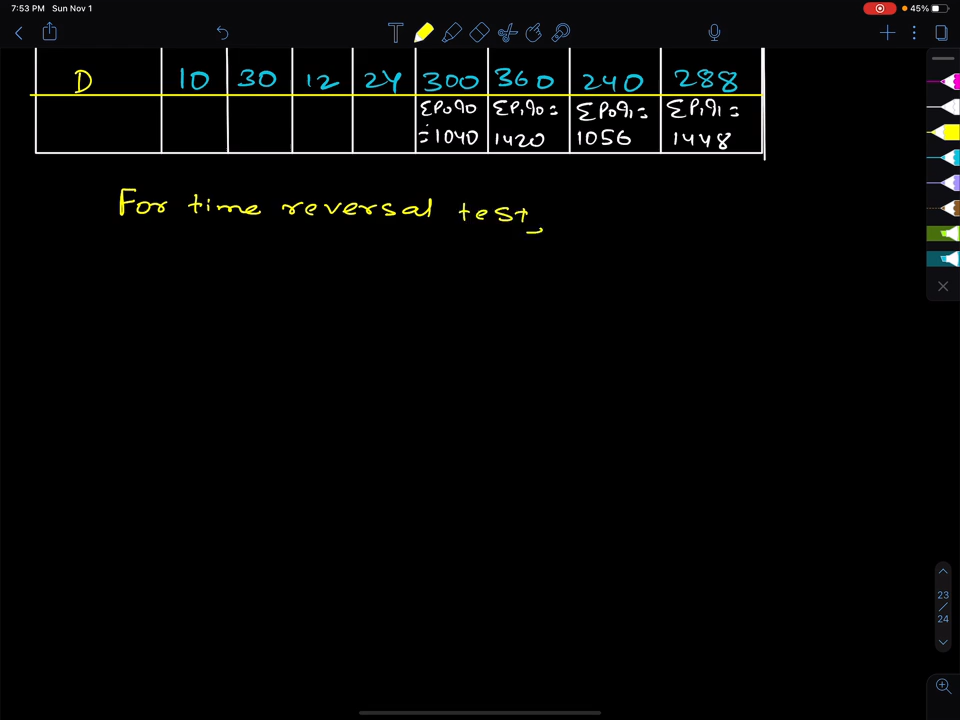 7:53 PM Sun Nov 1 45%
T
D 10 30 12 24 300 360 240 288
ΣP₀q₀ ΣP₁q₀ = ΣP₀q₁ = ΣP₁q₁ =
= 1040 1420 1056 1448
For time reversal test,
23
/
24